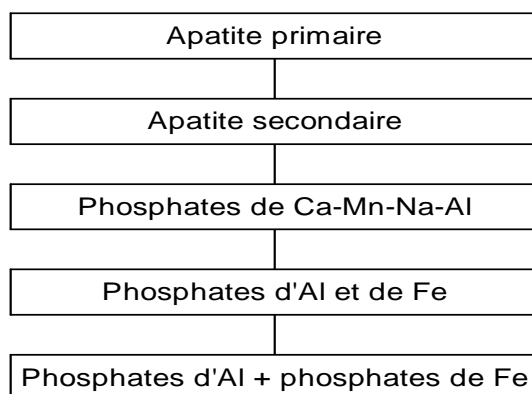 Apatite primaire
Apatite secondaire
Phosphates de Ca-Mn-Na-Al
Phosphates d'Al et de Fe
Phosphates d'Al + phosphates de Fe